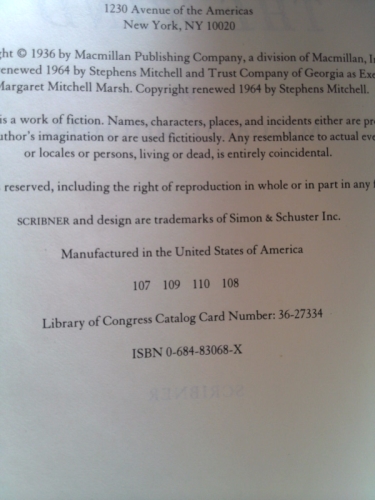 1230 Avenue of the Americas
New York, NY 10020
ght © 1936 by Macmillan Publishing Company, a division of Macmillan, I
renewed 1964 by Stephens Mitchell and Trust Company of Georgia as Exe
Margaret Mitchell Marsh. Copyright renewed 1964 by Stephens Mitchell.
is a work of fiction. Names, characters, places, and incidents either are pr
uthor's imagination or are used fictitiously. Any resemblance to actual eve
or locales or persons, living or dead, is entirely coincidental.
reserved, including the right of reproduction in whole or in part in any
SCRIBNER and design are trademarks of Simon & Schuster Inc.
Manufactured in the United States of America
107 109 110 108
Library of Congress Catalog Card Number: 36-27334
ISBN 0-684-83068-X